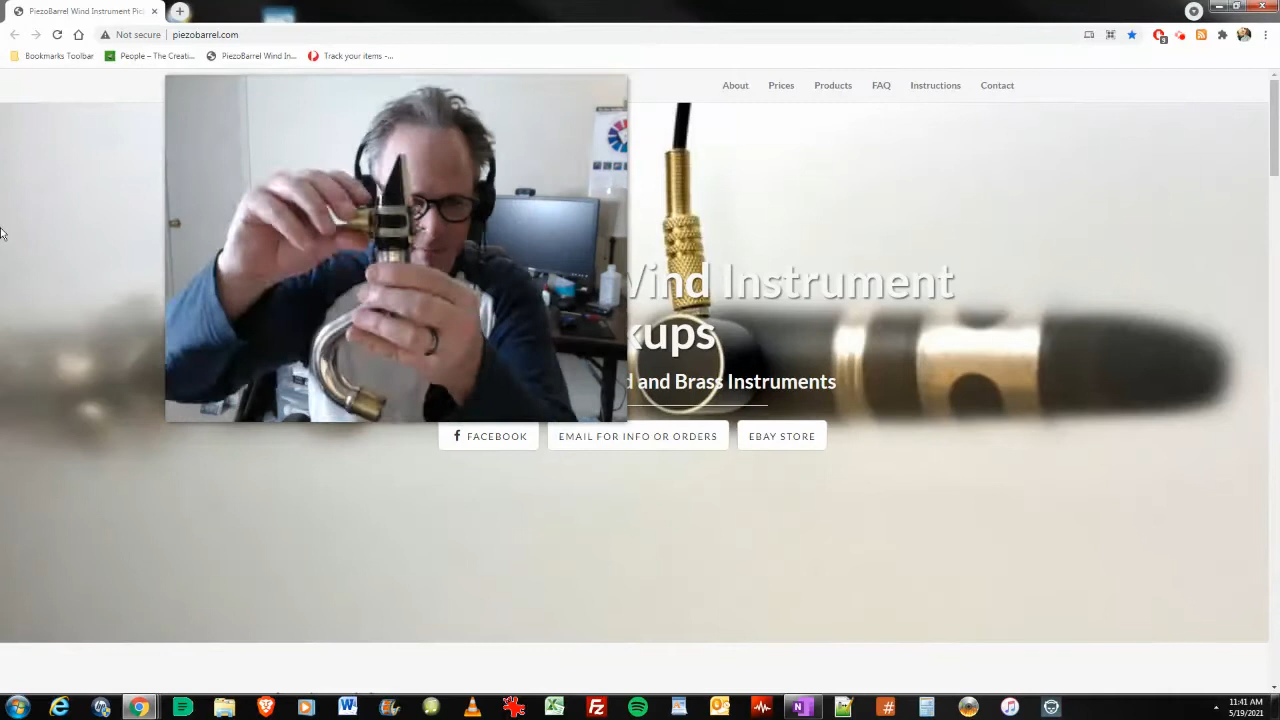 PiezoBarrel Wind Instrument Pic
Not secure
piezobarrel.com
Bookmarks Toolbar
People – The Creati...
PiezoBarrel Wind In...
Track your items -...
About
Prices
Products
FAQ
Instructions
Contact
Wind Instrument
kups
d and Brass Instruments
FACEBOOK
EMAIL FOR INFO OR ORDERS
EBAY STORE
11:41 AM
5/19/2021